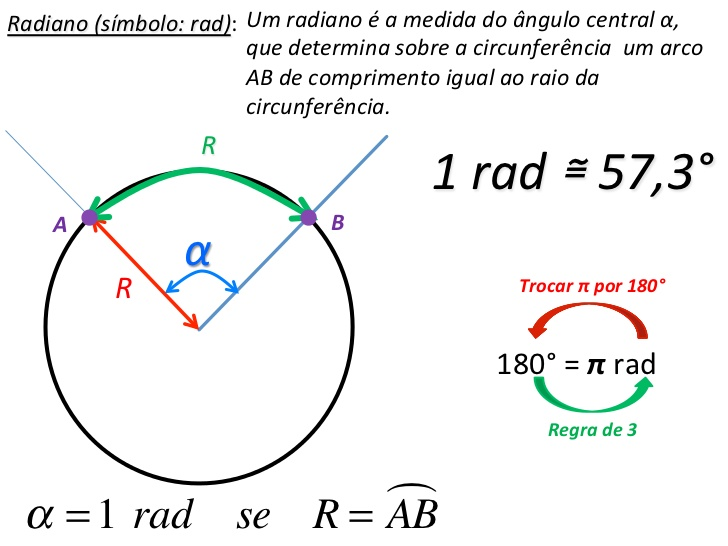 Radiano (símbolo: rad): Um radiano é a medida do ângulo central α,
que determina sobre a circunferência um arco
AB de comprimento igual ao raio da
circunferência.
R
1 rad ≅ 57,3°
A
B
α
R
Trocar π por 180°
180° = π rad
Regra de 3
α = 1 rad se R = AB